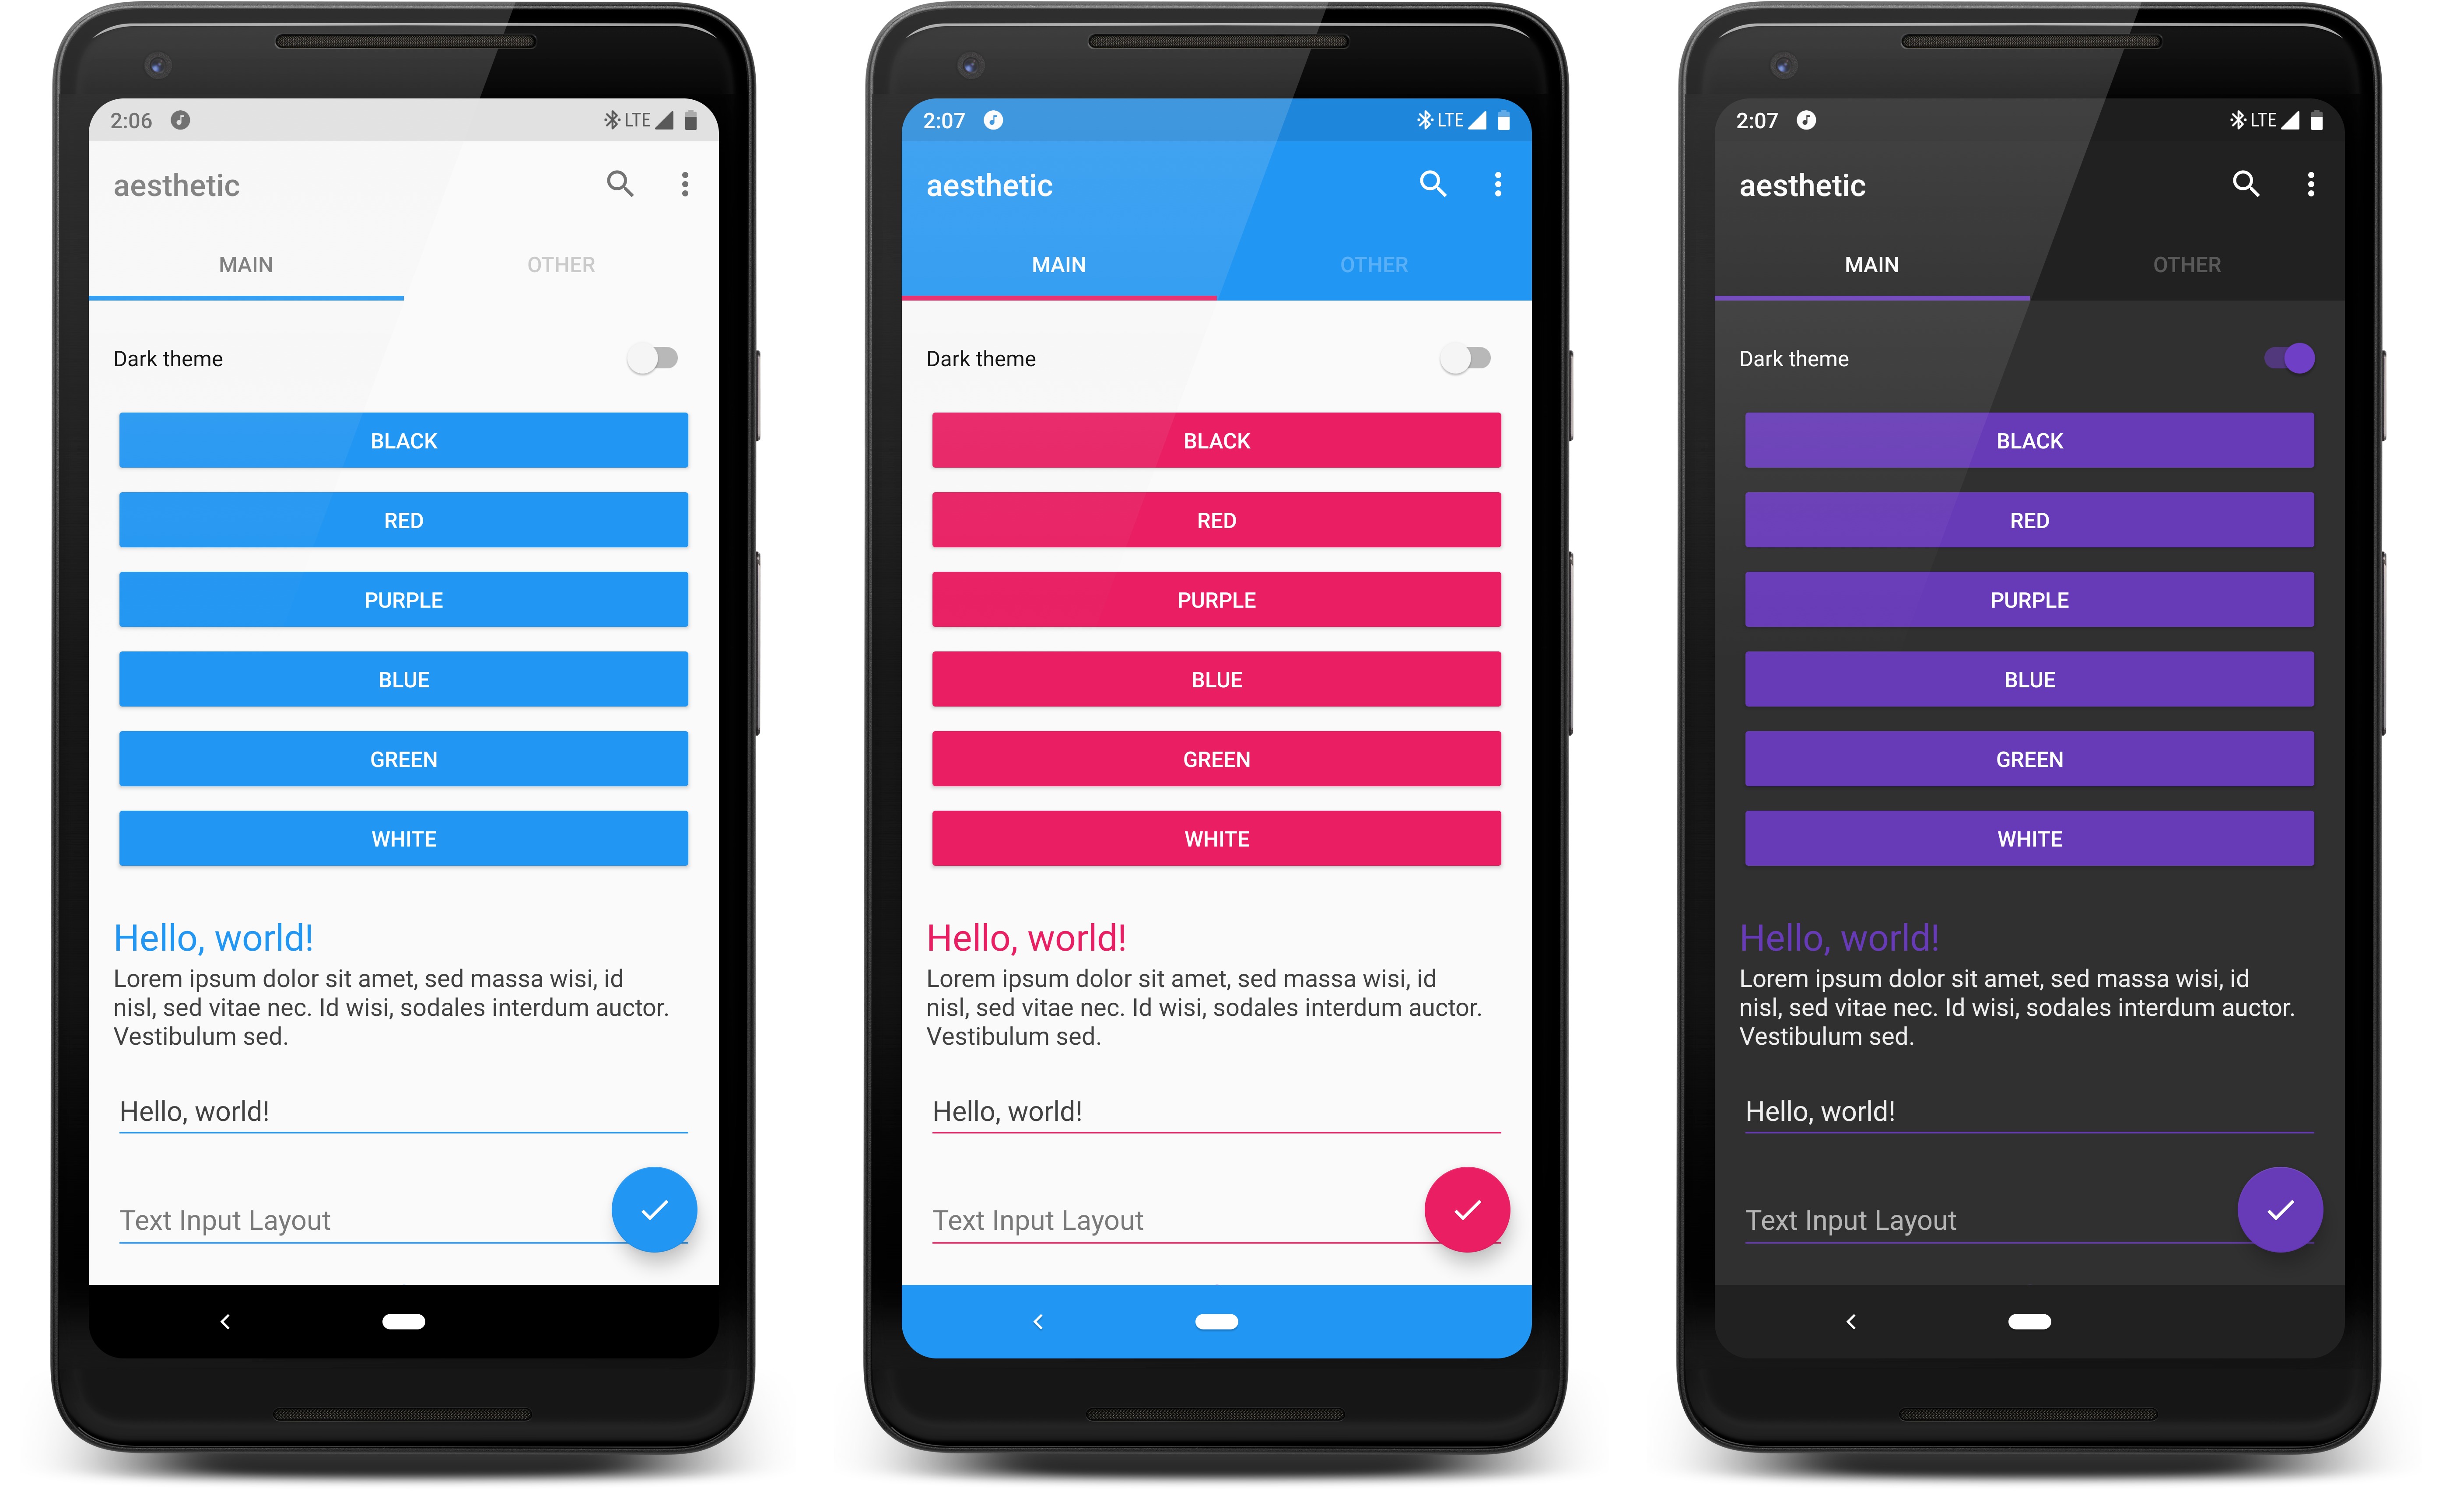 2:06 LTE
aesthetic
MAIN OTHER
Dark theme
BLACK
RED
PURPLE
BLUE
GREEN
WHITE
Hello, world!
Lorem ipsum dolor sit amet, sed massa wisi, id
nisl, sed vitae nec. Id wisi, sodales interdum auctor.
Vestibulum sed.
Hello, world!
Text Input Layout
2:07 LTE
aesthetic
MAIN OTHER
Dark theme
BLACK
RED
PURPLE
BLUE
GREEN
WHITE
Hello, world!
Lorem ipsum dolor sit amet, sed massa wisi, id
nisl, sed vitae nec. Id wisi, sodales interdum auctor.
Vestibulum sed.
Hello, world!
Text Input Layout
2:07 LTE
aesthetic
MAIN OTHER
Dark theme
BLACK
RED
PURPLE
BLUE
GREEN
WHITE
Hello, world!
Lorem ipsum dolor sit amet, sed massa wisi, id
nisl, sed vitae nec. Id wisi, sodales interdum auctor.
Vestibulum sed.
Hello, world!
Text Input Layout